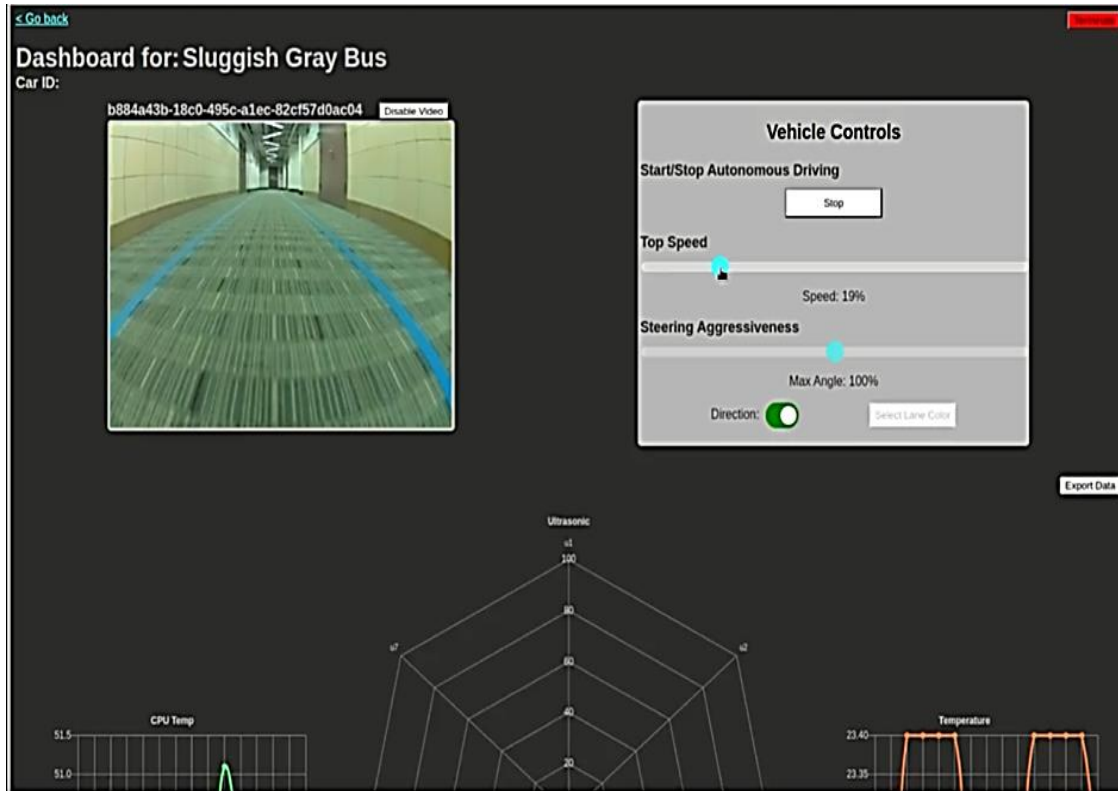 < Go back
Dashboard for: Sluggish Gray Bus
Car ID:
b884a43b-18c0-495c-a1ec-82cf57d0ac04
Disable Video
Vehicle Controls
Start/Stop Autonomous Driving
Stop
Top Speed
Speed: 19%
Steering Aggressiveness
Max Angle: 100%
Direction:
Select Lane Color
Export Data
Ultrasonic
u1
100
80
u7
u2
60
40
20
CPU Temp
51.5
51.0
Temperature
23.40
23.35